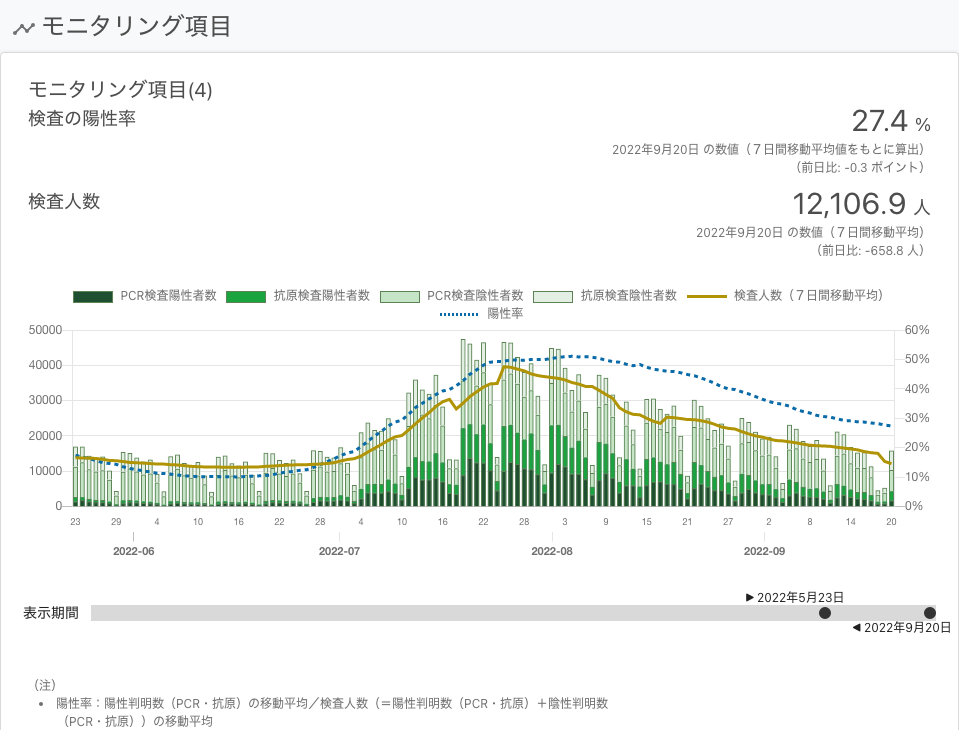 モニタリング項目
モニタリング項目(4)
検査の陽性率
27.4 %
2022年9月20日 の数値（７日間移動平均値をもとに算出）
（前日比: -0.3 ポイント）
検査人数
12,106.9 人
2022年9月20日 の数値（７日間移動平均）
（前日比: -658.8 人）
PCR検査陽性者数 抗原検査陽性者数 PCR検査陰性者数 抗原検査陰性者数 検査人数（７日間移動平均）
陽性率
50000 60%
50%
40000
40%
30000
30%
20000
20%
10000
10%
0 0%
23 29 4 10 16 22 28 4 10 16 22 28 3 9 15 21 27 2 8 14 20
2022-06 2022-07 2022-08 2022-09
▶ 2022年5月23日
表示期間
◀ 2022年9月20日
（注）
• 陽性率：陽性判明数（PCR・抗原）の移動平均／検査人数（＝陽性判明数（PCR・抗原）＋陰性判明数
（PCR・抗原））の移動平均